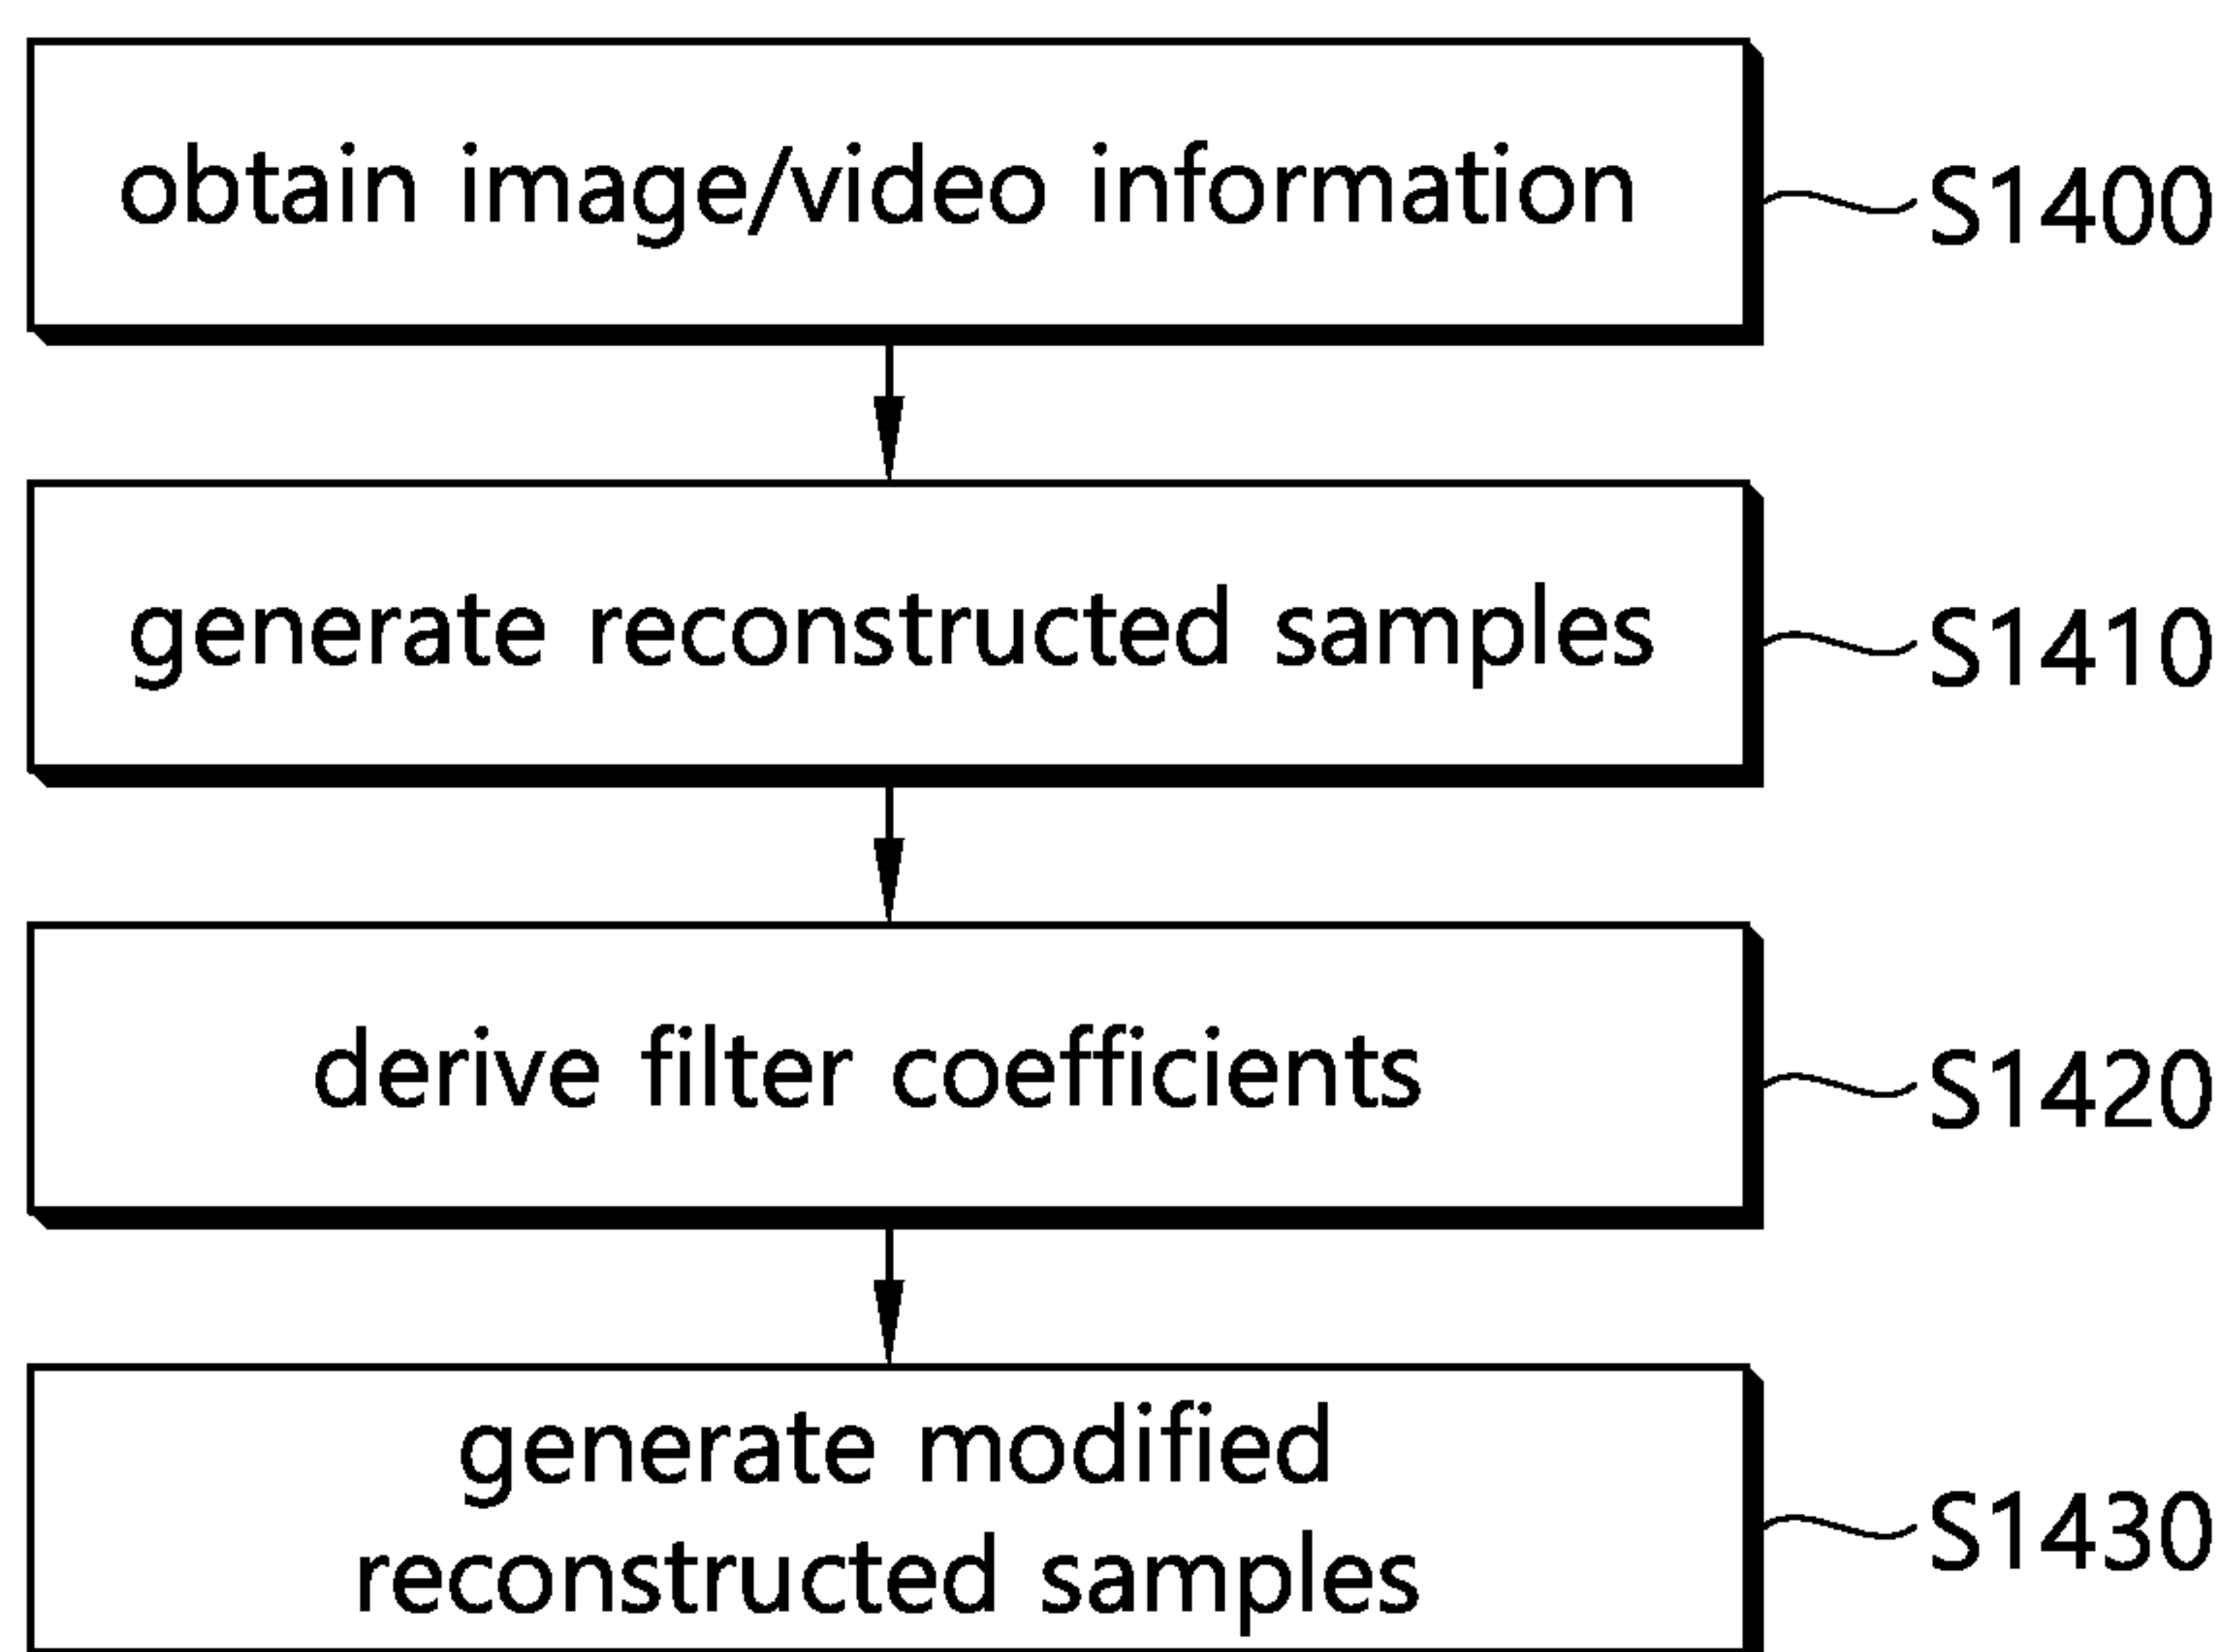 obtain image/video information
S1400
generate reconstructed samples
S1410
derive filter coefficients
S1420
generate modified
reconstructed samples
S1430